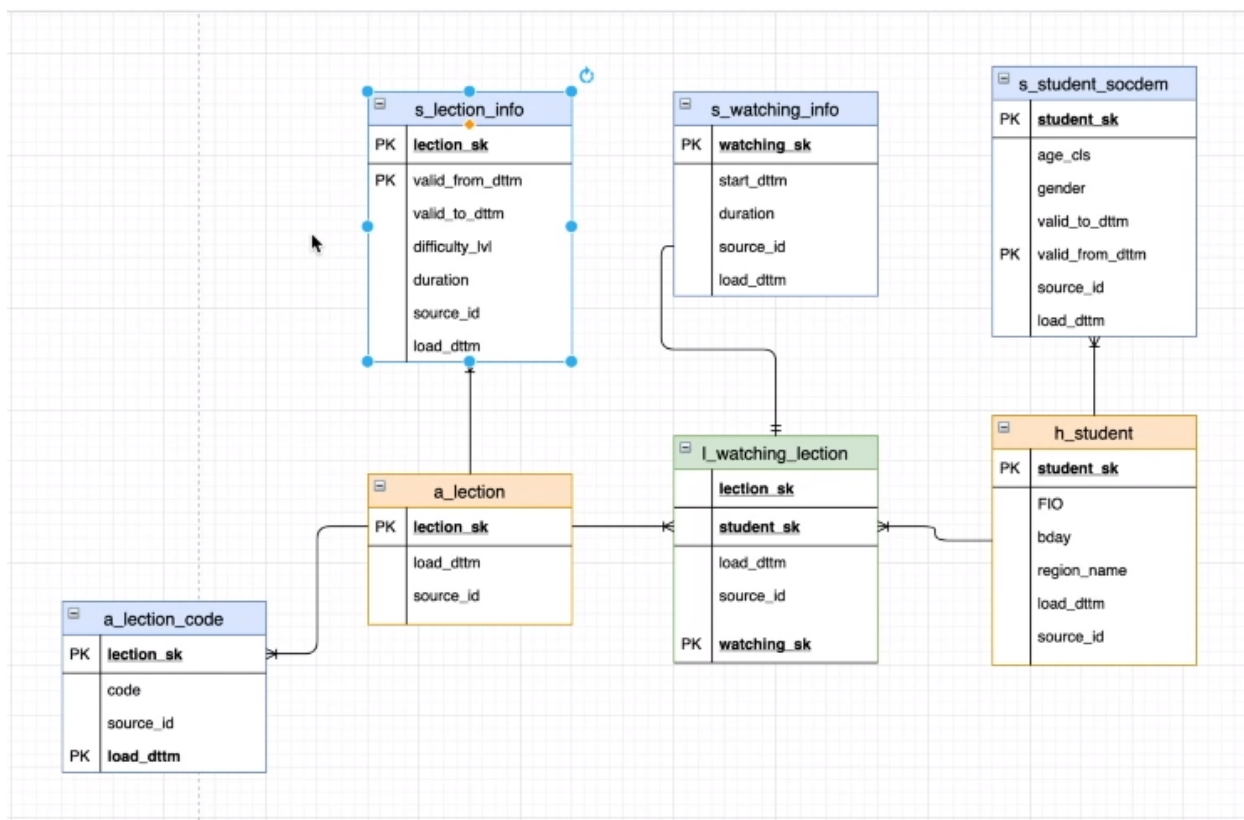 s_lection_info
PK lection_sk
PK valid_from_dttm
valid_to_dttm
difficulty_lvl
duration
source_id
load_dttm
s_watching_info
PK watching_sk
start_dttm
duration
source_id
load_dttm
s_student_socdem
PK student_sk
age_cls
gender
valid_to_dttm
PK valid_from_dttm
source_id
load_dttm
a_lection
PK lection_sk
load_dttm
source_id
l_watching_lection
lection_sk
student_sk
load_dttm
source_id
PK watching_sk
h_student
PK student_sk
FIO
bday
region_name
load_dttm
source_id
a_lection_code
PK lection_sk
code
source_id
PK load_dttm